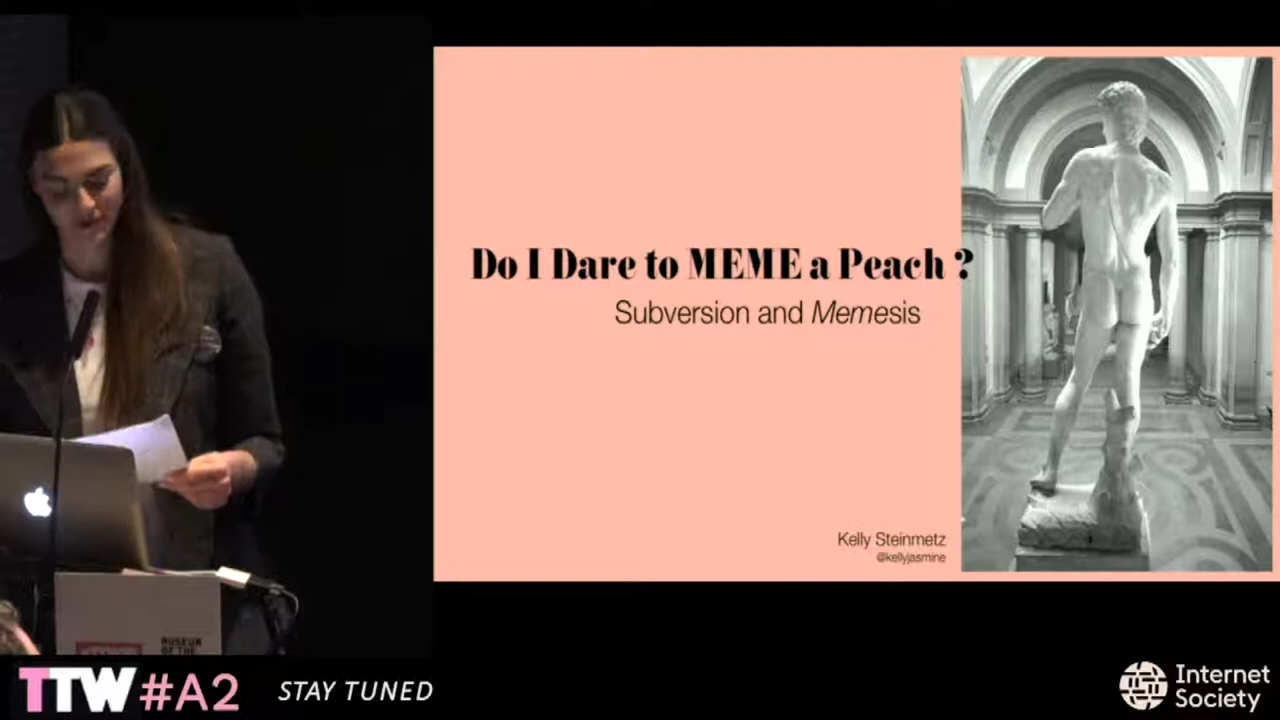 Do I Dare to MEME a Peach ?
Subversion and Memesis
Kelly Steinmetz
@kellyjasmine
MUSEUM
OF THE
TTW#A2 STAY TUNED
Internet
Society